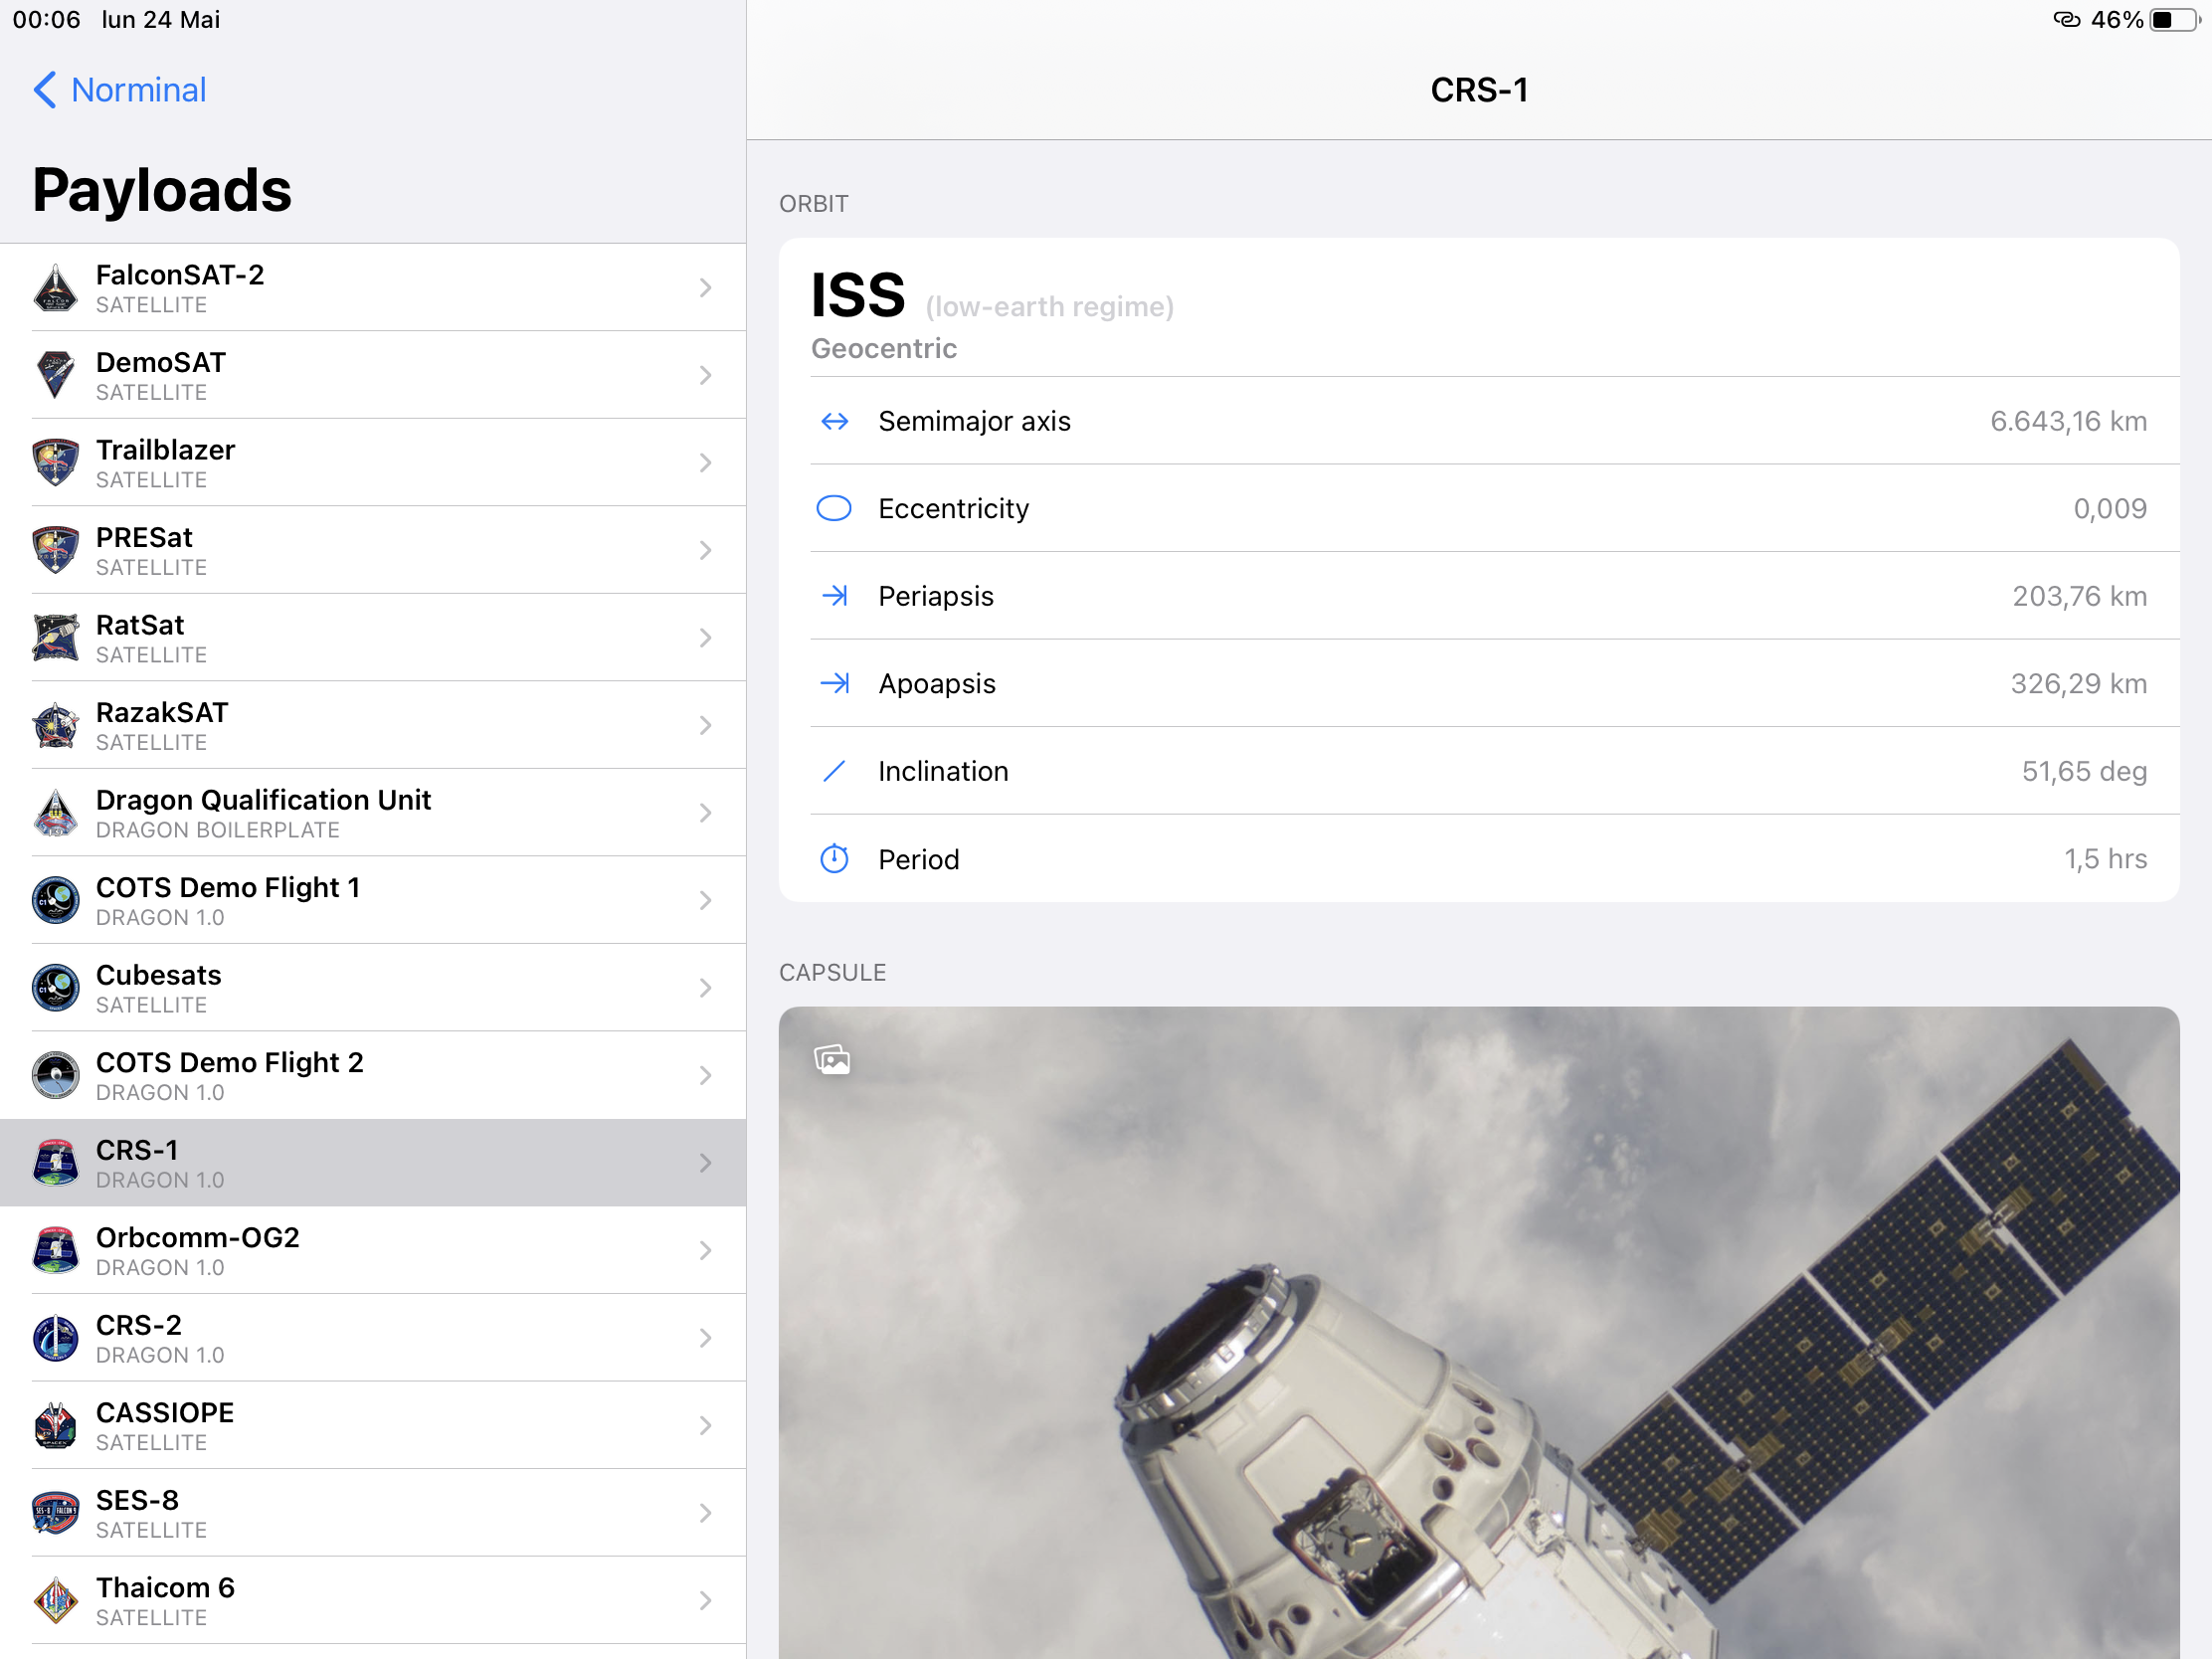 00:06 lun 24 Mai
46%
Norminal
Payloads
FalconSAT-2
SATELLITE
DemoSAT
SATELLITE
Trailblazer
SATELLITE
PRESat
SATELLITE
RatSat
SATELLITE
RazakSAT
SATELLITE
Dragon Qualification Unit
DRAGON BOILERPLATE
COTS Demo Flight 1
DRAGON 1.0
Cubesats
SATELLITE
COTS Demo Flight 2
DRAGON 1.0
CRS-1
DRAGON 1.0
Orbcomm-OG2
DRAGON 1.0
CRS-2
DRAGON 1.0
CASSIOPE
SATELLITE
SES-8
SATELLITE
Thaicom 6
SATELLITE
CRS-1
ORBIT
ISS (low-earth regime)
Geocentric
Semimajor axis 6.643,16 km
Eccentricity 0,009
Periapsis 203,76 km
Apoapsis 326,29 km
Inclination 51,65 deg
Period 1,5 hrs
CAPSULE